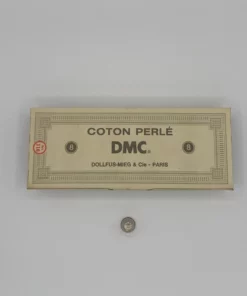 COTON PERLÉ
8 DMC® 8
DOLLFUS-MIEG & Cie - PARIS